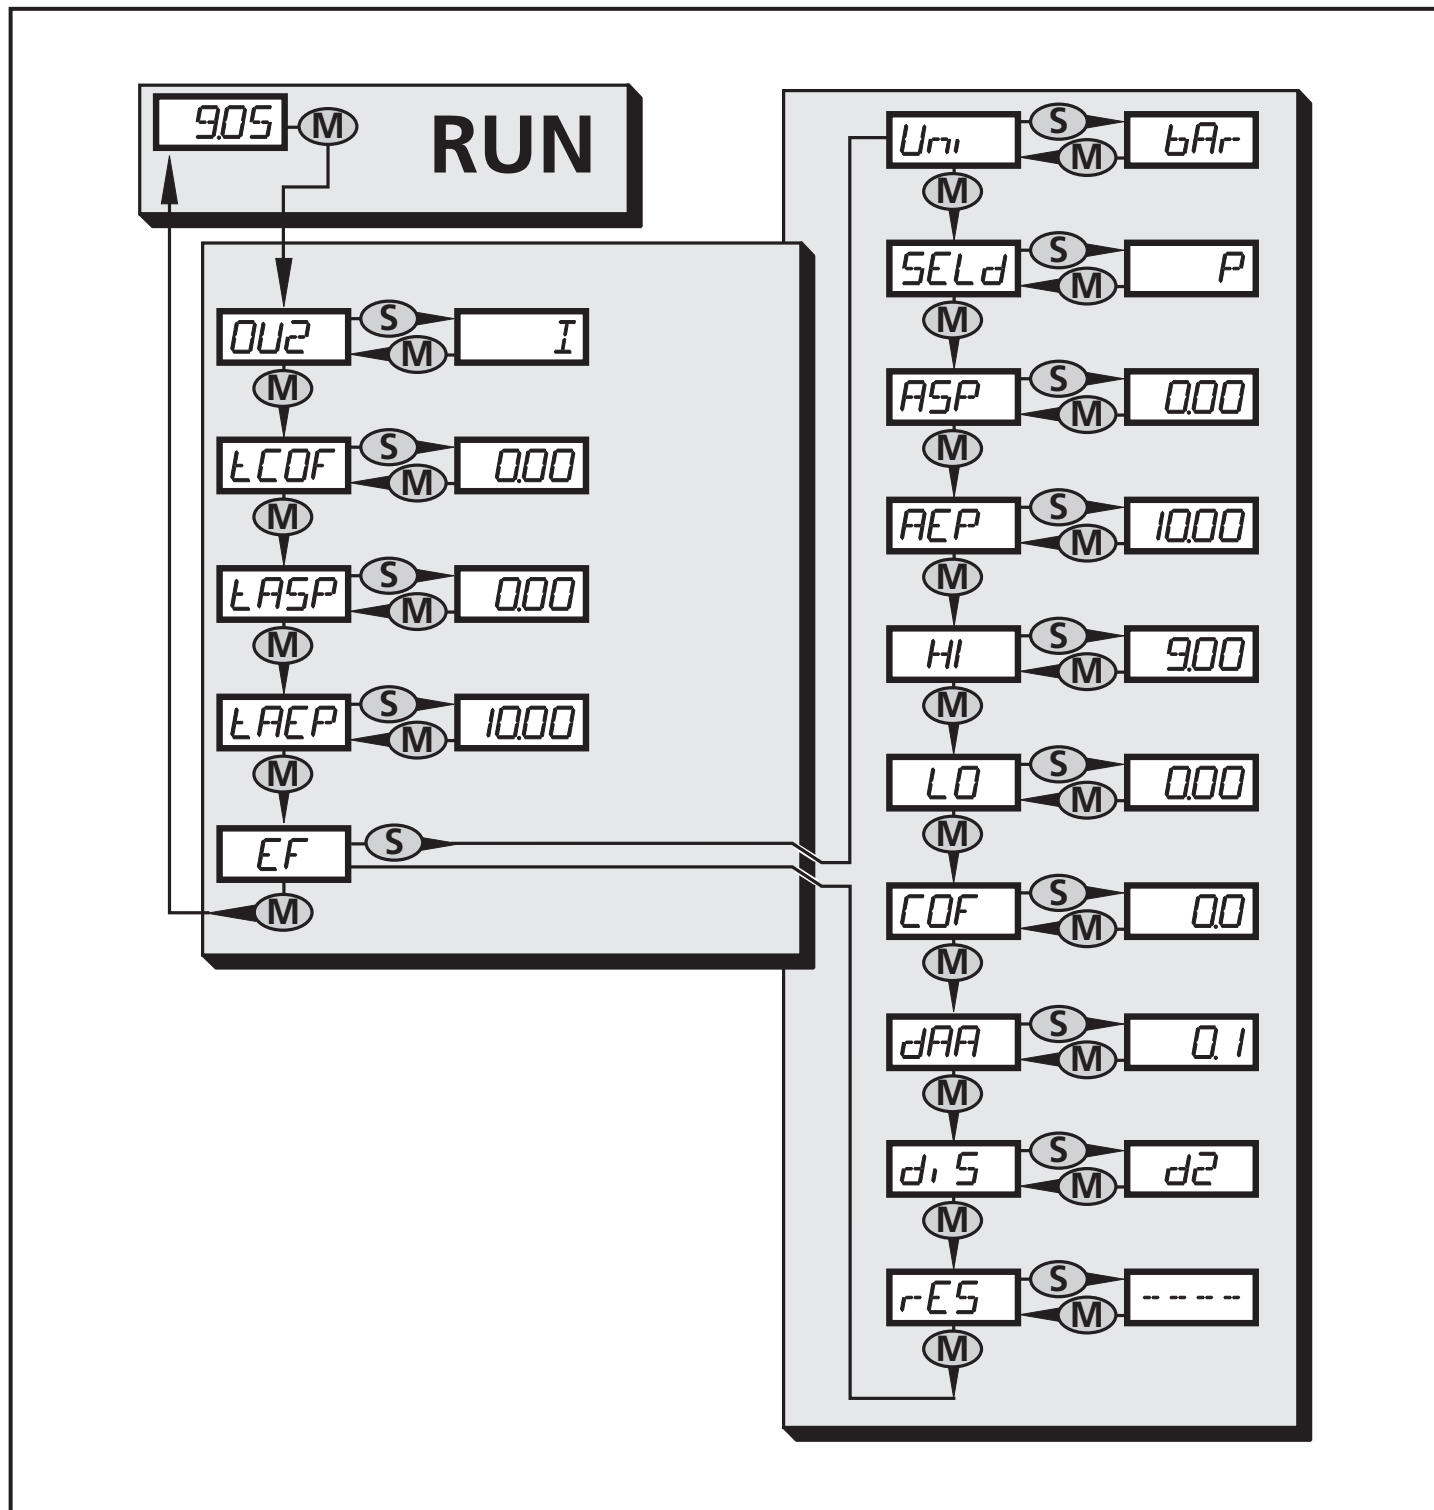 9.05 M RUN
OU2 S I
M
M
tCOF S 0.00
M
M
tASP S 0.00
M
M
tAEP S 10.00
M
M
EF S
M
Uni S bAr
M
M
SELd S P
M
M
ASP S 0.00
M
M
AEP S 10.00
M
M
HI S 9.00
M
M
LO S 0.00
M
M
COF S 0.0
M
M
dAA S 0.1
M
M
diS S d2
M
M
rES S ----
M
M